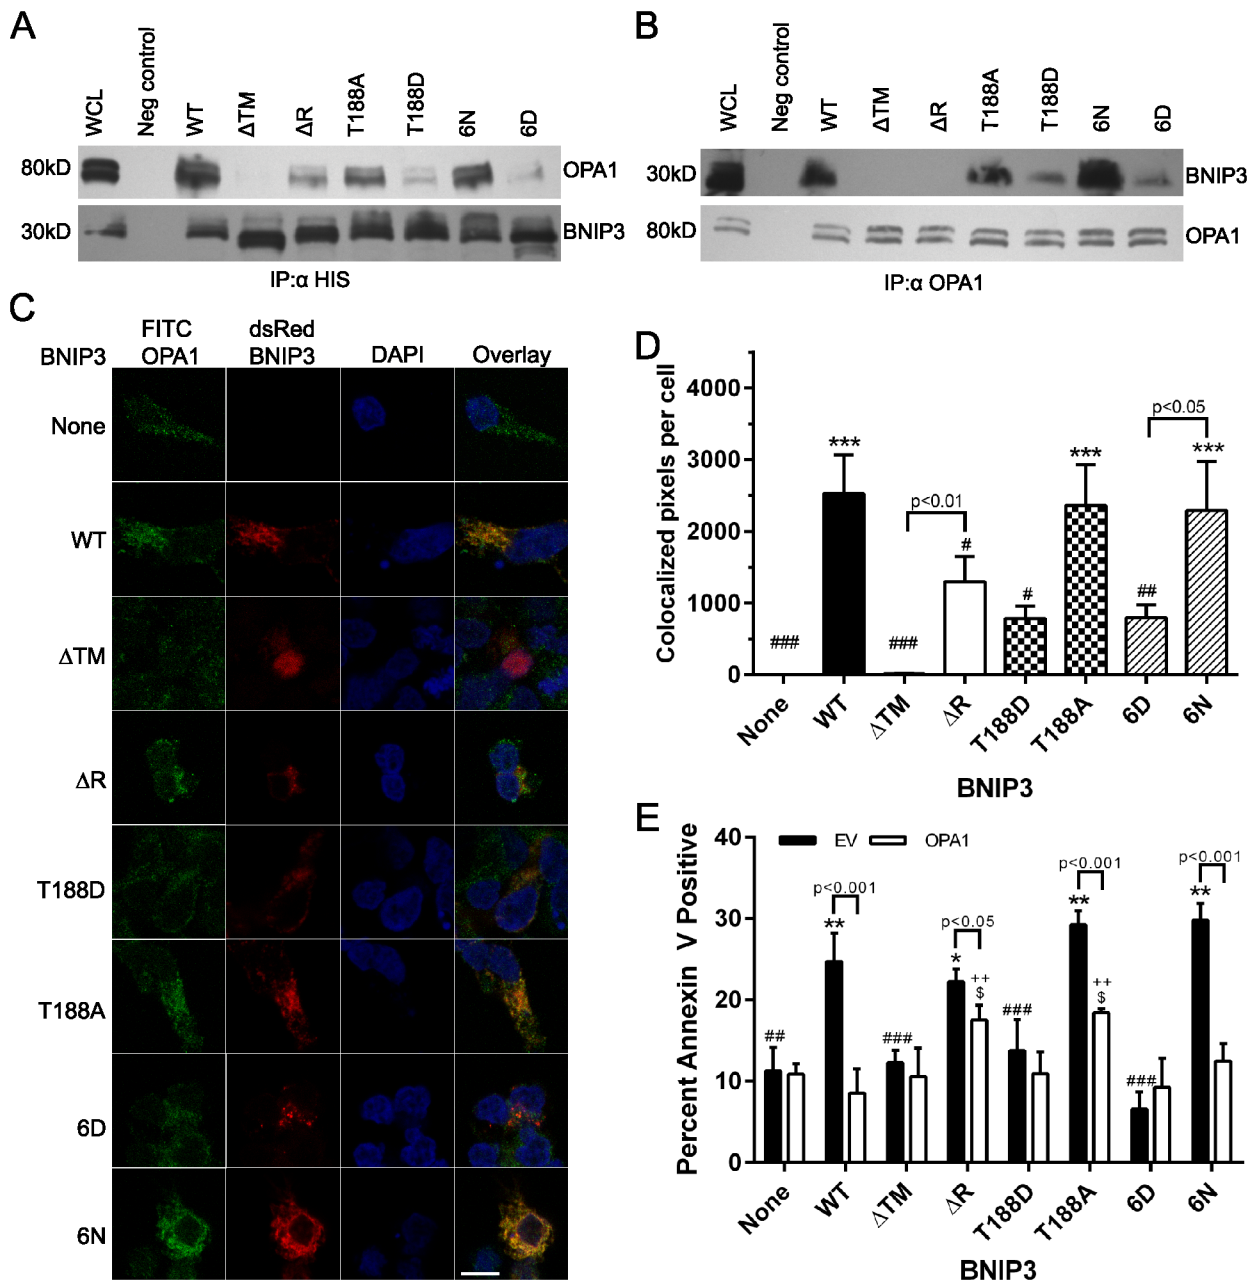 A
WCL
Neg control
WT
ΔTM
ΔR
T188A
T188D
6N
6D
80kD
OPA1
30kD
BNIP3
IP:α HIS
B
WCL
Neg control
WT
ΔTM
ΔR
T188A
T188D
6N
6D
30kD
BNIP3
80kD
OPA1
IP:α OPA1
C
BNIP3
FITC
OPA1
dsRed
BNIP3
DAPI
Overlay
None
WT
ΔTM
ΔR
T188D
T188A
6D
6N
D
Colocalized pixels per cell
4000
3000
2000
1000
0
###
***
###
p<0.01
#
#
***
##
p<0.05
***
None
WT
ΔTM
ΔR
T188D
T188A
6D
6N
BNIP3
E
EV
OPA1
Percent Annexin V Positive
40
30
20
10
0
##
p<0.001
**
###
p<0.05
*
++
$
###
p<0.001
**
++
$
###
p<0.001
**
None
WT
ΔTM
ΔR
T188D
T188A
6D
6N
BNIP3